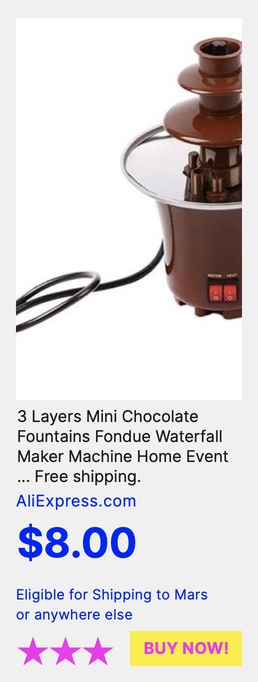 MOTOR HEAT
3 Layers Mini Chocolate
Fountains Fondue Waterfall
Maker Machine Home Event
... Free shipping.
AliExpress.com
$8.00
Eligible for Shipping to Mars
or anywhere else
BUY NOW!